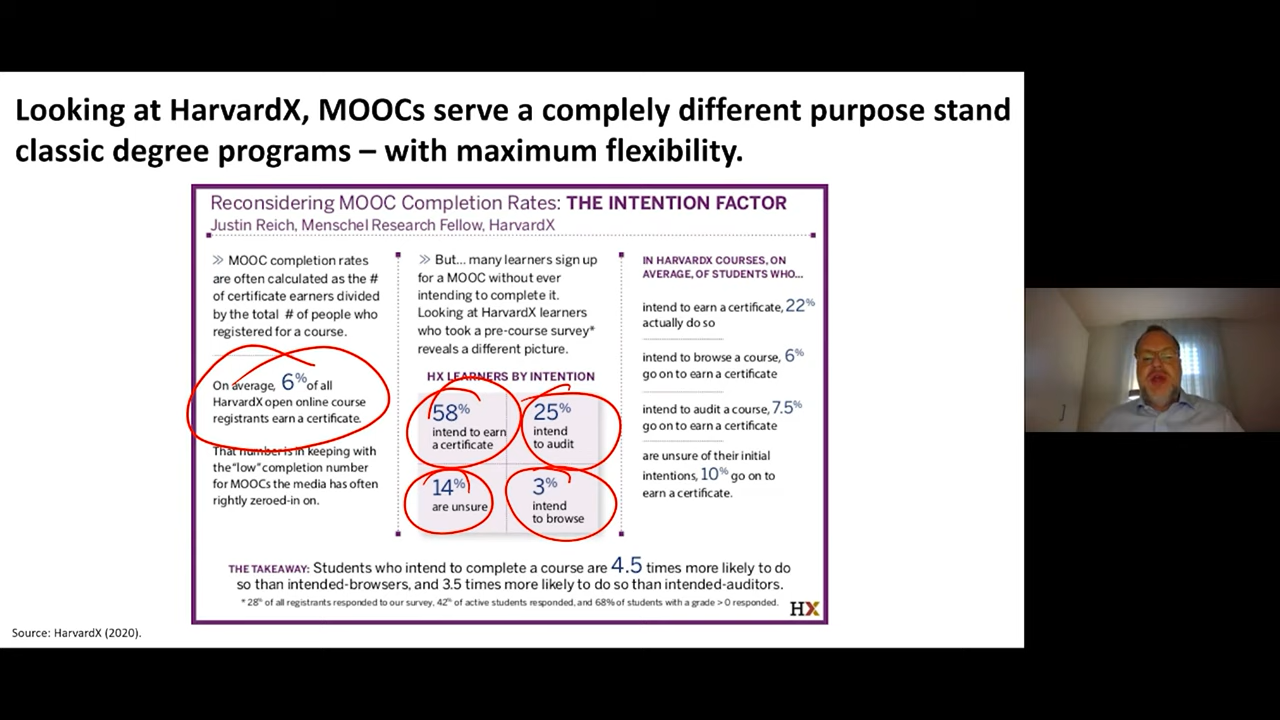 Looking at HarvardX, MOOCs serve a complely different purpose stand
classic degree programs – with maximum flexibility.
Reconsidering MOOC Completion Rates: THE INTENTION FACTOR
Justin Reich, Menschel Research Fellow, HarvardX
» MOOC completion rates
are often calculated as the #
of certificate earners divided
by the total # of people who
registered for a course.
On average, 6% of all
HarvardX open online course
registrants earn a certificate.
That number is in keeping with
the "low" completion number
for MOOCs the media has often
rightly zeroed-in on.
» But... many learners sign up
for a MOOC without ever
intending to complete it.
Looking at HarvardX learners
who took a pre-course survey*
reveals a different picture.
HX LEARNERS BY INTENTION
58%
intend to earn
a certificate
25%
intend
to audit
14%
are unsure
3%
intend
to browse
IN HARVARDX COURSES, ON
AVERAGE, OF STUDENTS WHO...
intend to earn a certificate, 22%
actually do so
intend to browse a course, 6%
go on to earn a certificate
intend to audit a course, 7.5%
go on to earn a certificate
are unsure of their initial
intentions, 10% go on to
earn a certificate.
THE TAKEAWAY: Students who intend to complete a course are 4.5 times more likely to do
so than intended-browsers, and 3.5 times more likely to do so than intended-auditors.
* 28% of all registrants responded to our survey, 42% of active students responded, and 68% of students with a grade > 0 responded.
HX
Source: HarvardX (2020).